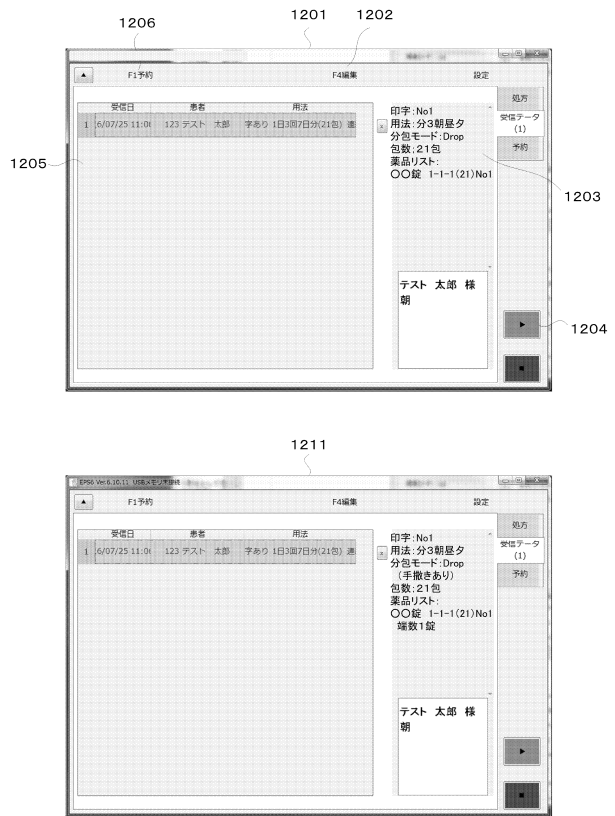 1206
1201
1202
▲ F1予約 F4編集 設定
処方
受信データ
(1)
予約
受信日 患者 用法
1 6/07/25 11:0 123 テスト 太郎 字あり 1日3回7日分(21包)
x
印字:No1
用法:分3朝昼夕
分包モード:Drop
包数;21包
薬品リスト:
〇〇錠 1-1-1(21)No1
1205
1203
テスト 太郎 様
朝
▶
1204
■
1211
EPS6 Ver.6.10.11 USBメモリ未接続
▲ F1予約 F4編集 設定
処方
受信データ
(1)
予約
受信日 患者 用法
1 6/07/25 11:0 123 テスト 太郎 字あり 1日3回7日分(21包)
x
印字:No1
用法:分3朝昼夕
分包モード:Drop
(手撒きあり)
包数;21包
薬品リスト:
〇〇錠 1-1-1(21)No1
端数1錠
テスト 太郎 様
朝
▶
■